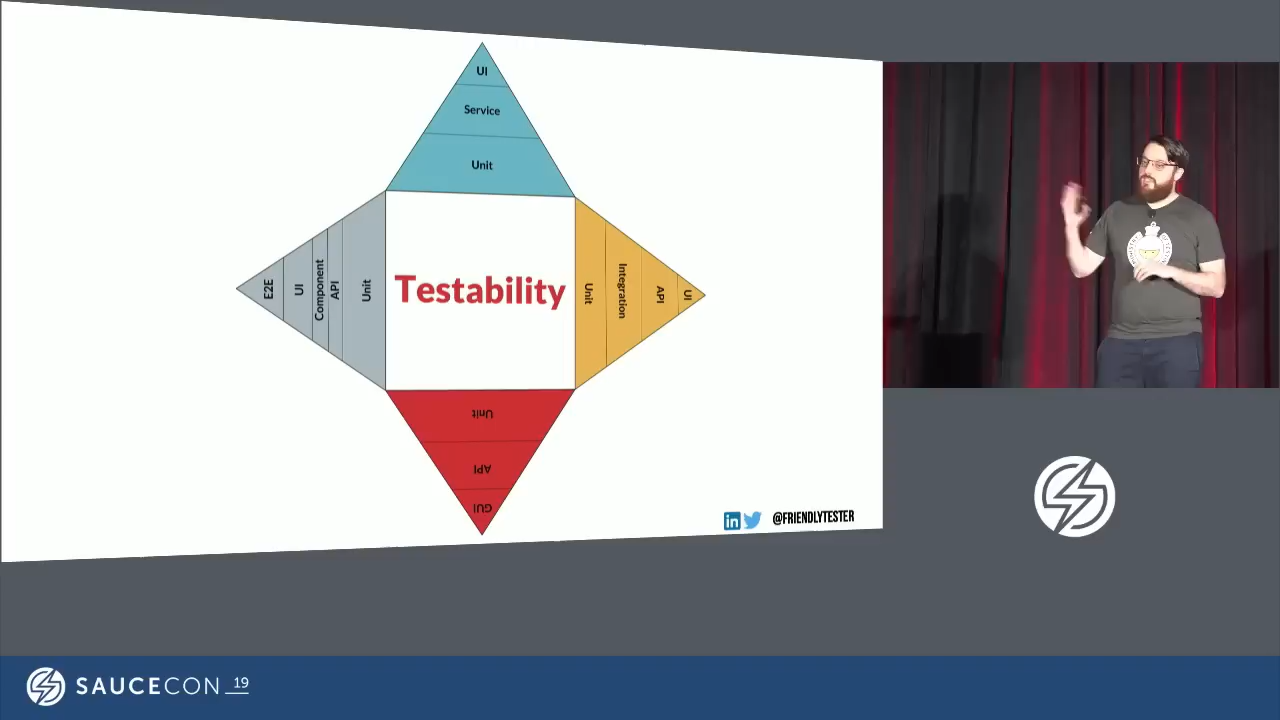 UI
Service
Unit
E2E
UI
Component
API
Unit
Testability
Unit
Integration
API
UI
Unit
API
GUI
in
@FRIENDLYTESTER
SAUCECON 19